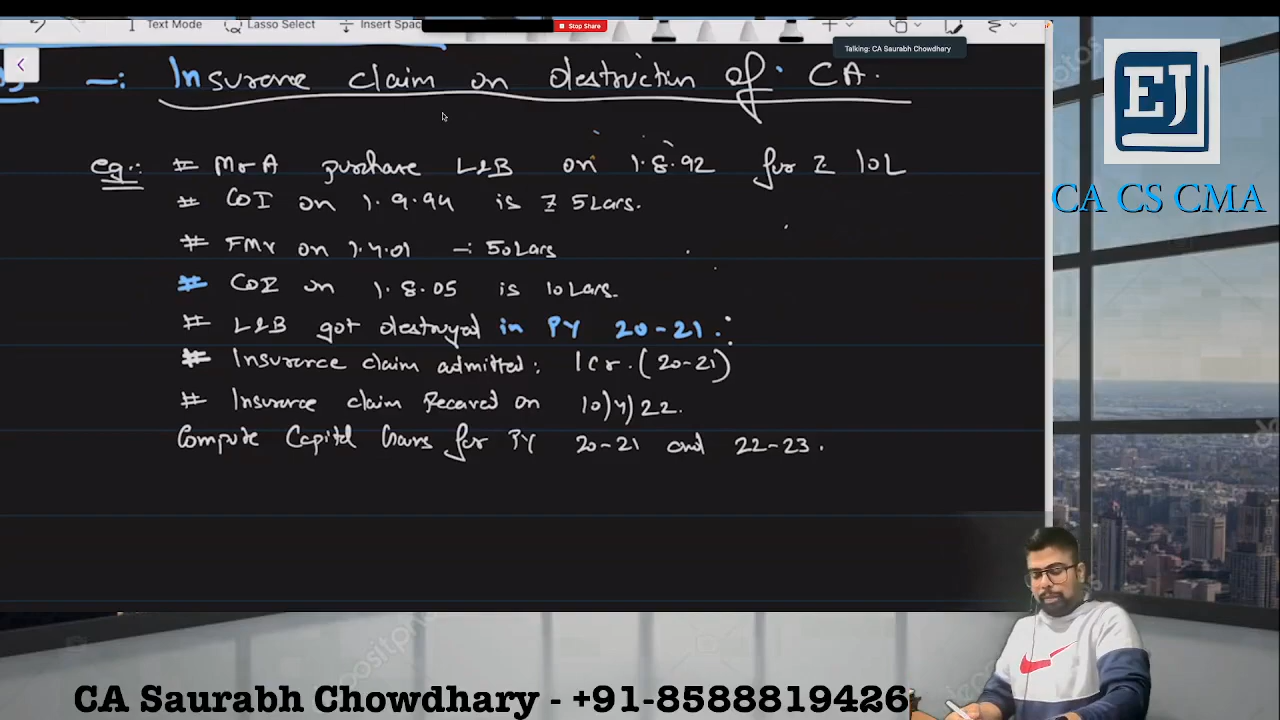 Text Mode Lasso Select Insert Spac
Stop Share
Talking: CA Saurabh Chowdhary
—: Insurance claim on destruction of CA.
eg:- # Mr A purchase L&B on 1.8.92 for ₹ 10L
# COI on 1.9.94 is ₹ 5Lacs.
# FMV on 1.4.01 —: 50Lacs
# COI on 1.8.05 is 10Lacs.
# L&B got destroyed in PY 20-21.
# Insurance claim admitted: 1cr. (20-21)
# Insurance claim Received on 10/4/22.
Compute Capital Gains for PY 20-21 and 22-23.
EJ
CA CS CMA
CA Saurabh Chowdhary - +91-8588819426